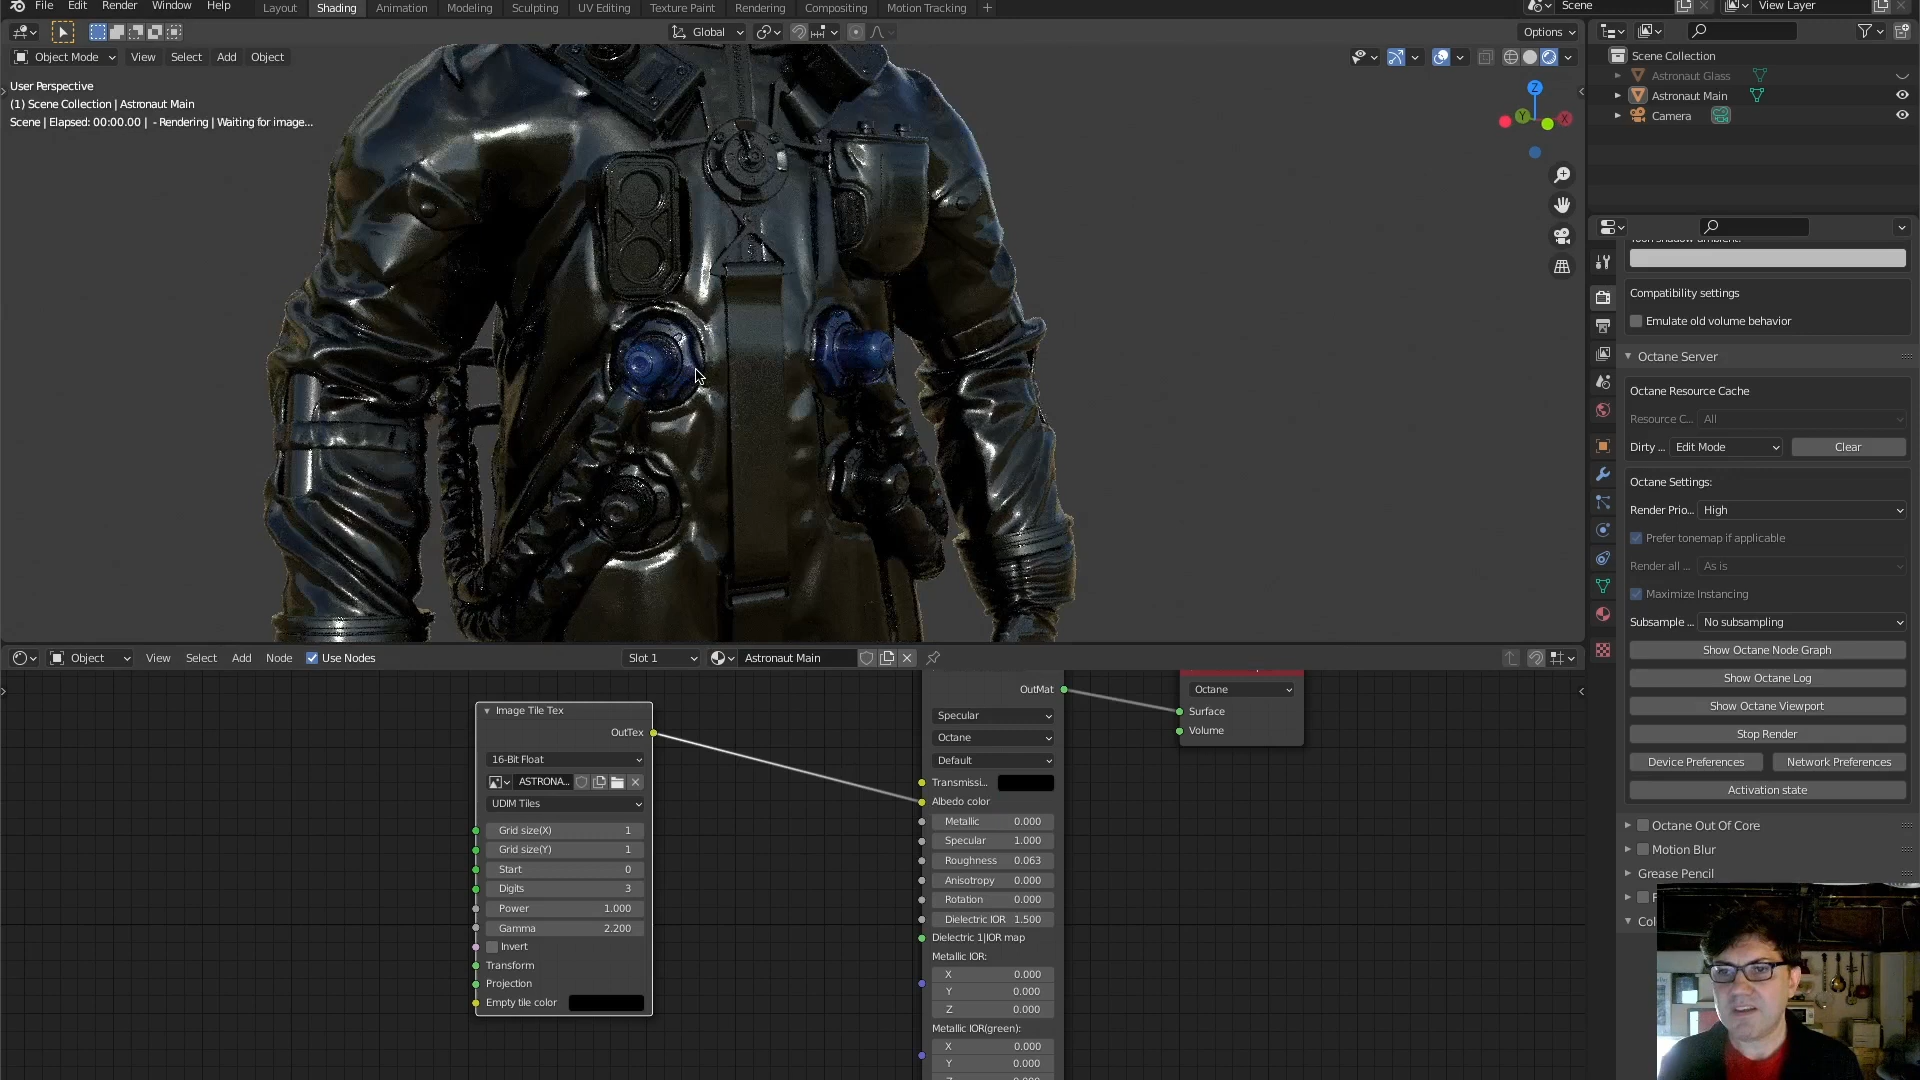 File Edit Render Window Help Layout Shading Animation Modeling Sculpting UV Editing Texture Paint Rendering Compositing Motion Tracking Scene View Layer
Global Options
Object Mode View Select Add Object
User Perspective
(1) Scene Collection | Astronaut Main
Scene | Elapsed: 00:00.00 | - Rendering | Waiting for image...
Z
Y
X
Scene Collection
Astronaut Glass
Astronaut Main
Camera
Compatibility settings
Emulate old volume behavior
Octane Server
Octane Resource Cache
Resource C... All
Dirty ... Edit Mode Clear
Octane Settings:
Render Prio... High
Prefer tonemap if applicable
Render all ... As is
Maximize Instancing
Subsample ... No subsampling
Show Octane Node Graph
Show Octane Log
Show Octane Viewport
Stop Render
Device Preferences Network Preferences
Activation state
Octane Out Of Core
Motion Blur
Grease Pencil
Col
Object View Select Add Node Use Nodes Slot 1 Astronaut Main
Image Tile Tex
OutTex
16-Bit Float
ASTRONA...
UDIM Tiles
Grid size(X) 1
Grid size(Y) 1
Start 0
Digits 3
Power 1.000
Gamma 2.200
Invert
Transform
Projection
Empty tile color
OutMat
Specular
Octane
Default
Transmissi...
Albedo color
Metallic 0.000
Specular 1.000
Roughness 0.063
Anisotropy 0.000
Rotation 0.000
Dielectric IOR 1.500
Dielectric 1|IOR map
Metallic IOR:
X 0.000
Y 0.000
Z 0.000
Metallic IOR(green):
X 0.000
Y 0.000
Octane
Surface
Volume